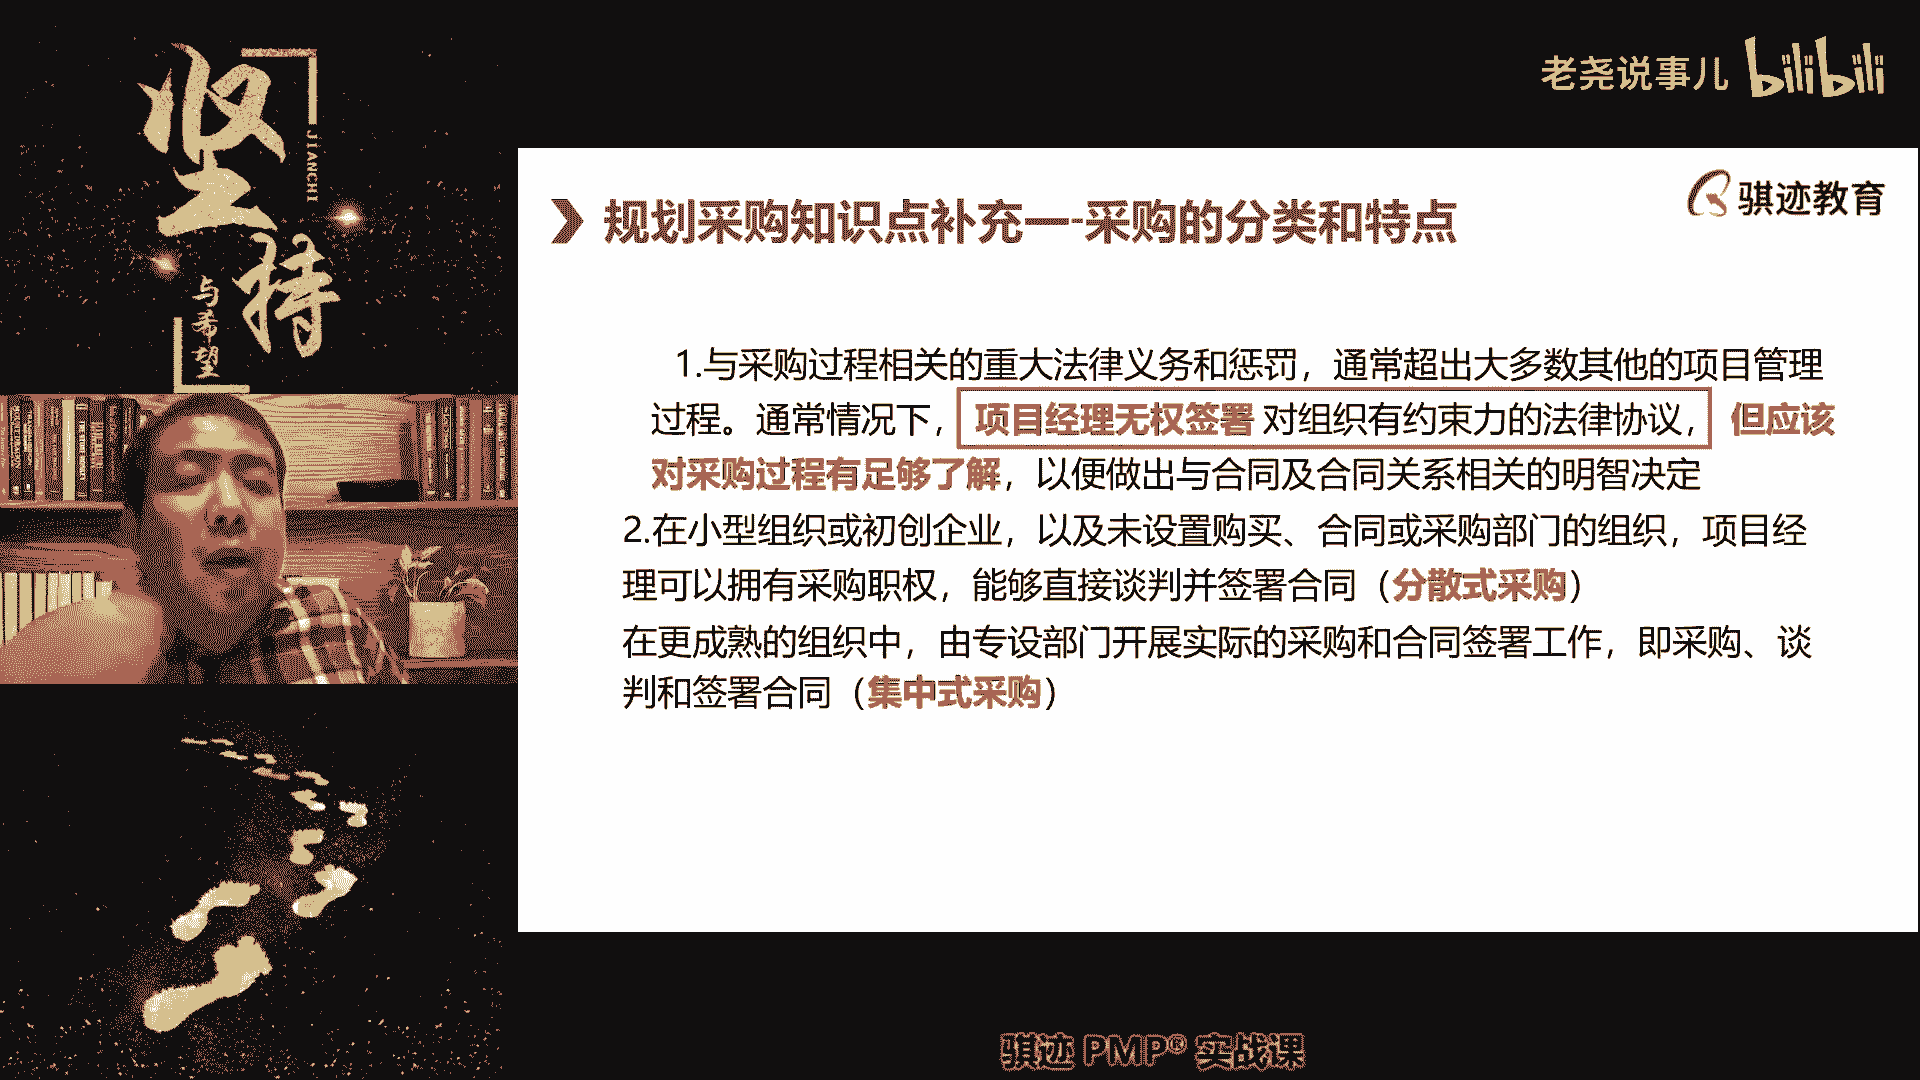 坚持
JIANCHI
与希望
老尧说事儿 bilibili
骐迹教育
规划采购知识点补充一-采购的分类和特点
1.与采购过程相关的重大法律义务和惩罚，通常超出大多数其他的项目管理
过程。通常情况下，项目经理无权签署 对组织有约束力的法律协议，但应该
对采购过程有足够了解，以便做出与合同及合同关系相关的明智决定
2.在小型组织或初创企业，以及未设置购买、合同或采购部门的组织，项目经
理可以拥有采购职权，能够直接谈判并签署合同（分散式采购）
在更成熟的组织中，由专设部门开展实际的采购和合同签署工作，即采购、谈
判和签署合同（集中式采购）
骐迹 PMP® 实战课